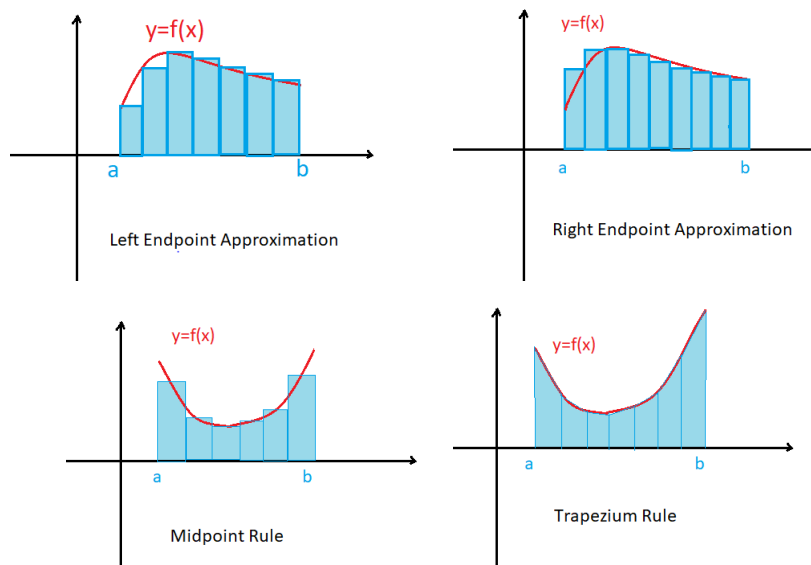 y=f(x)
a
b
Left Endpoint Approximation
y=f(x)
a
b
Right Endpoint Approximation
y=f(x)
a
b
Midpoint Rule
y=f(x)
a
b
Trapezium Rule